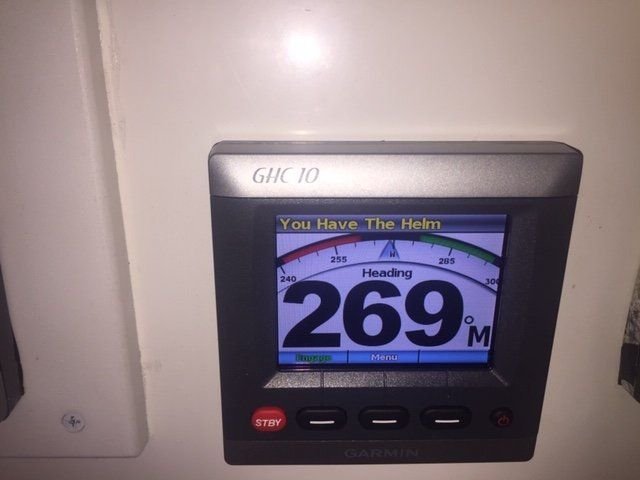 GHC 10
You Have The Helm
255 W 285
240 300
Heading
269°M
Engage Menu
STBY
GARMIN